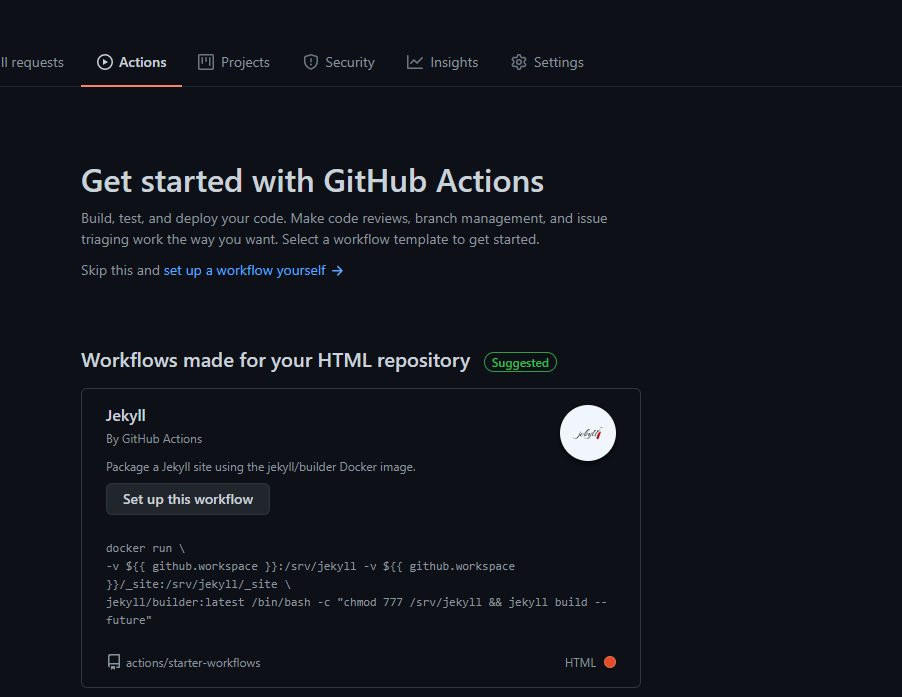 ll requests Actions Projects Security Insights Settings
Get started with GitHub Actions
Build, test, and deploy your code. Make code reviews, branch management, and issue
triaging work the way you want. Select a workflow template to get started.
Skip this and set up a workflow yourself →
Workflows made for your HTML repository Suggested
Jekyll
By GitHub Actions
jekyll
Package a Jekyll site using the jekyll/builder Docker image.
Set up this workflow
docker run \
-v ${{ github.workspace }}:/srv/jekyll -v ${{ github.workspace
}}/_site:/srv/jekyll/_site \
jekyll/builder:latest /bin/bash -c "chmod 777 /srv/jekyll && jekyll build --
future"
actions/starter-workflows HTML